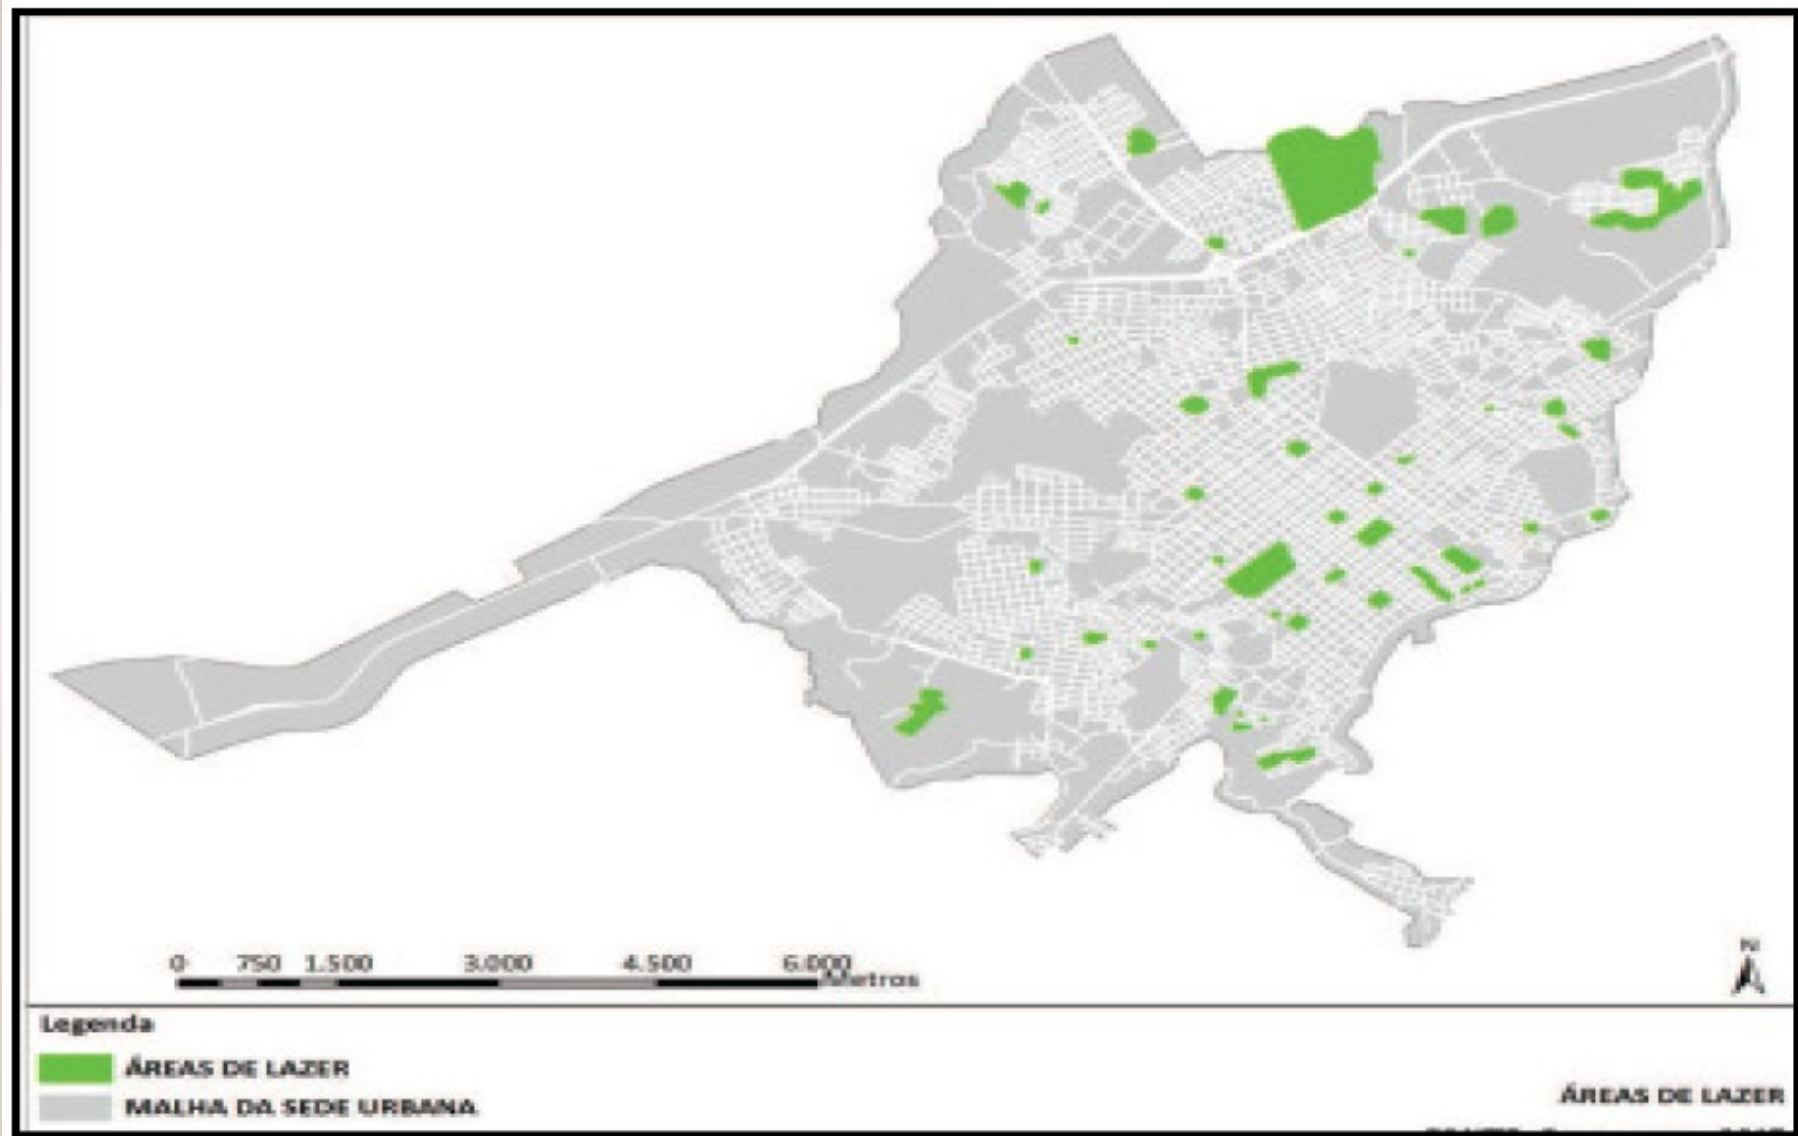 N
0 750 1.500 3.000 4.500 6.000
Metros
Legenda
ÁREAS DE LAZER
MALHA DA SEDE URBANA
ÁREAS DE LAZER